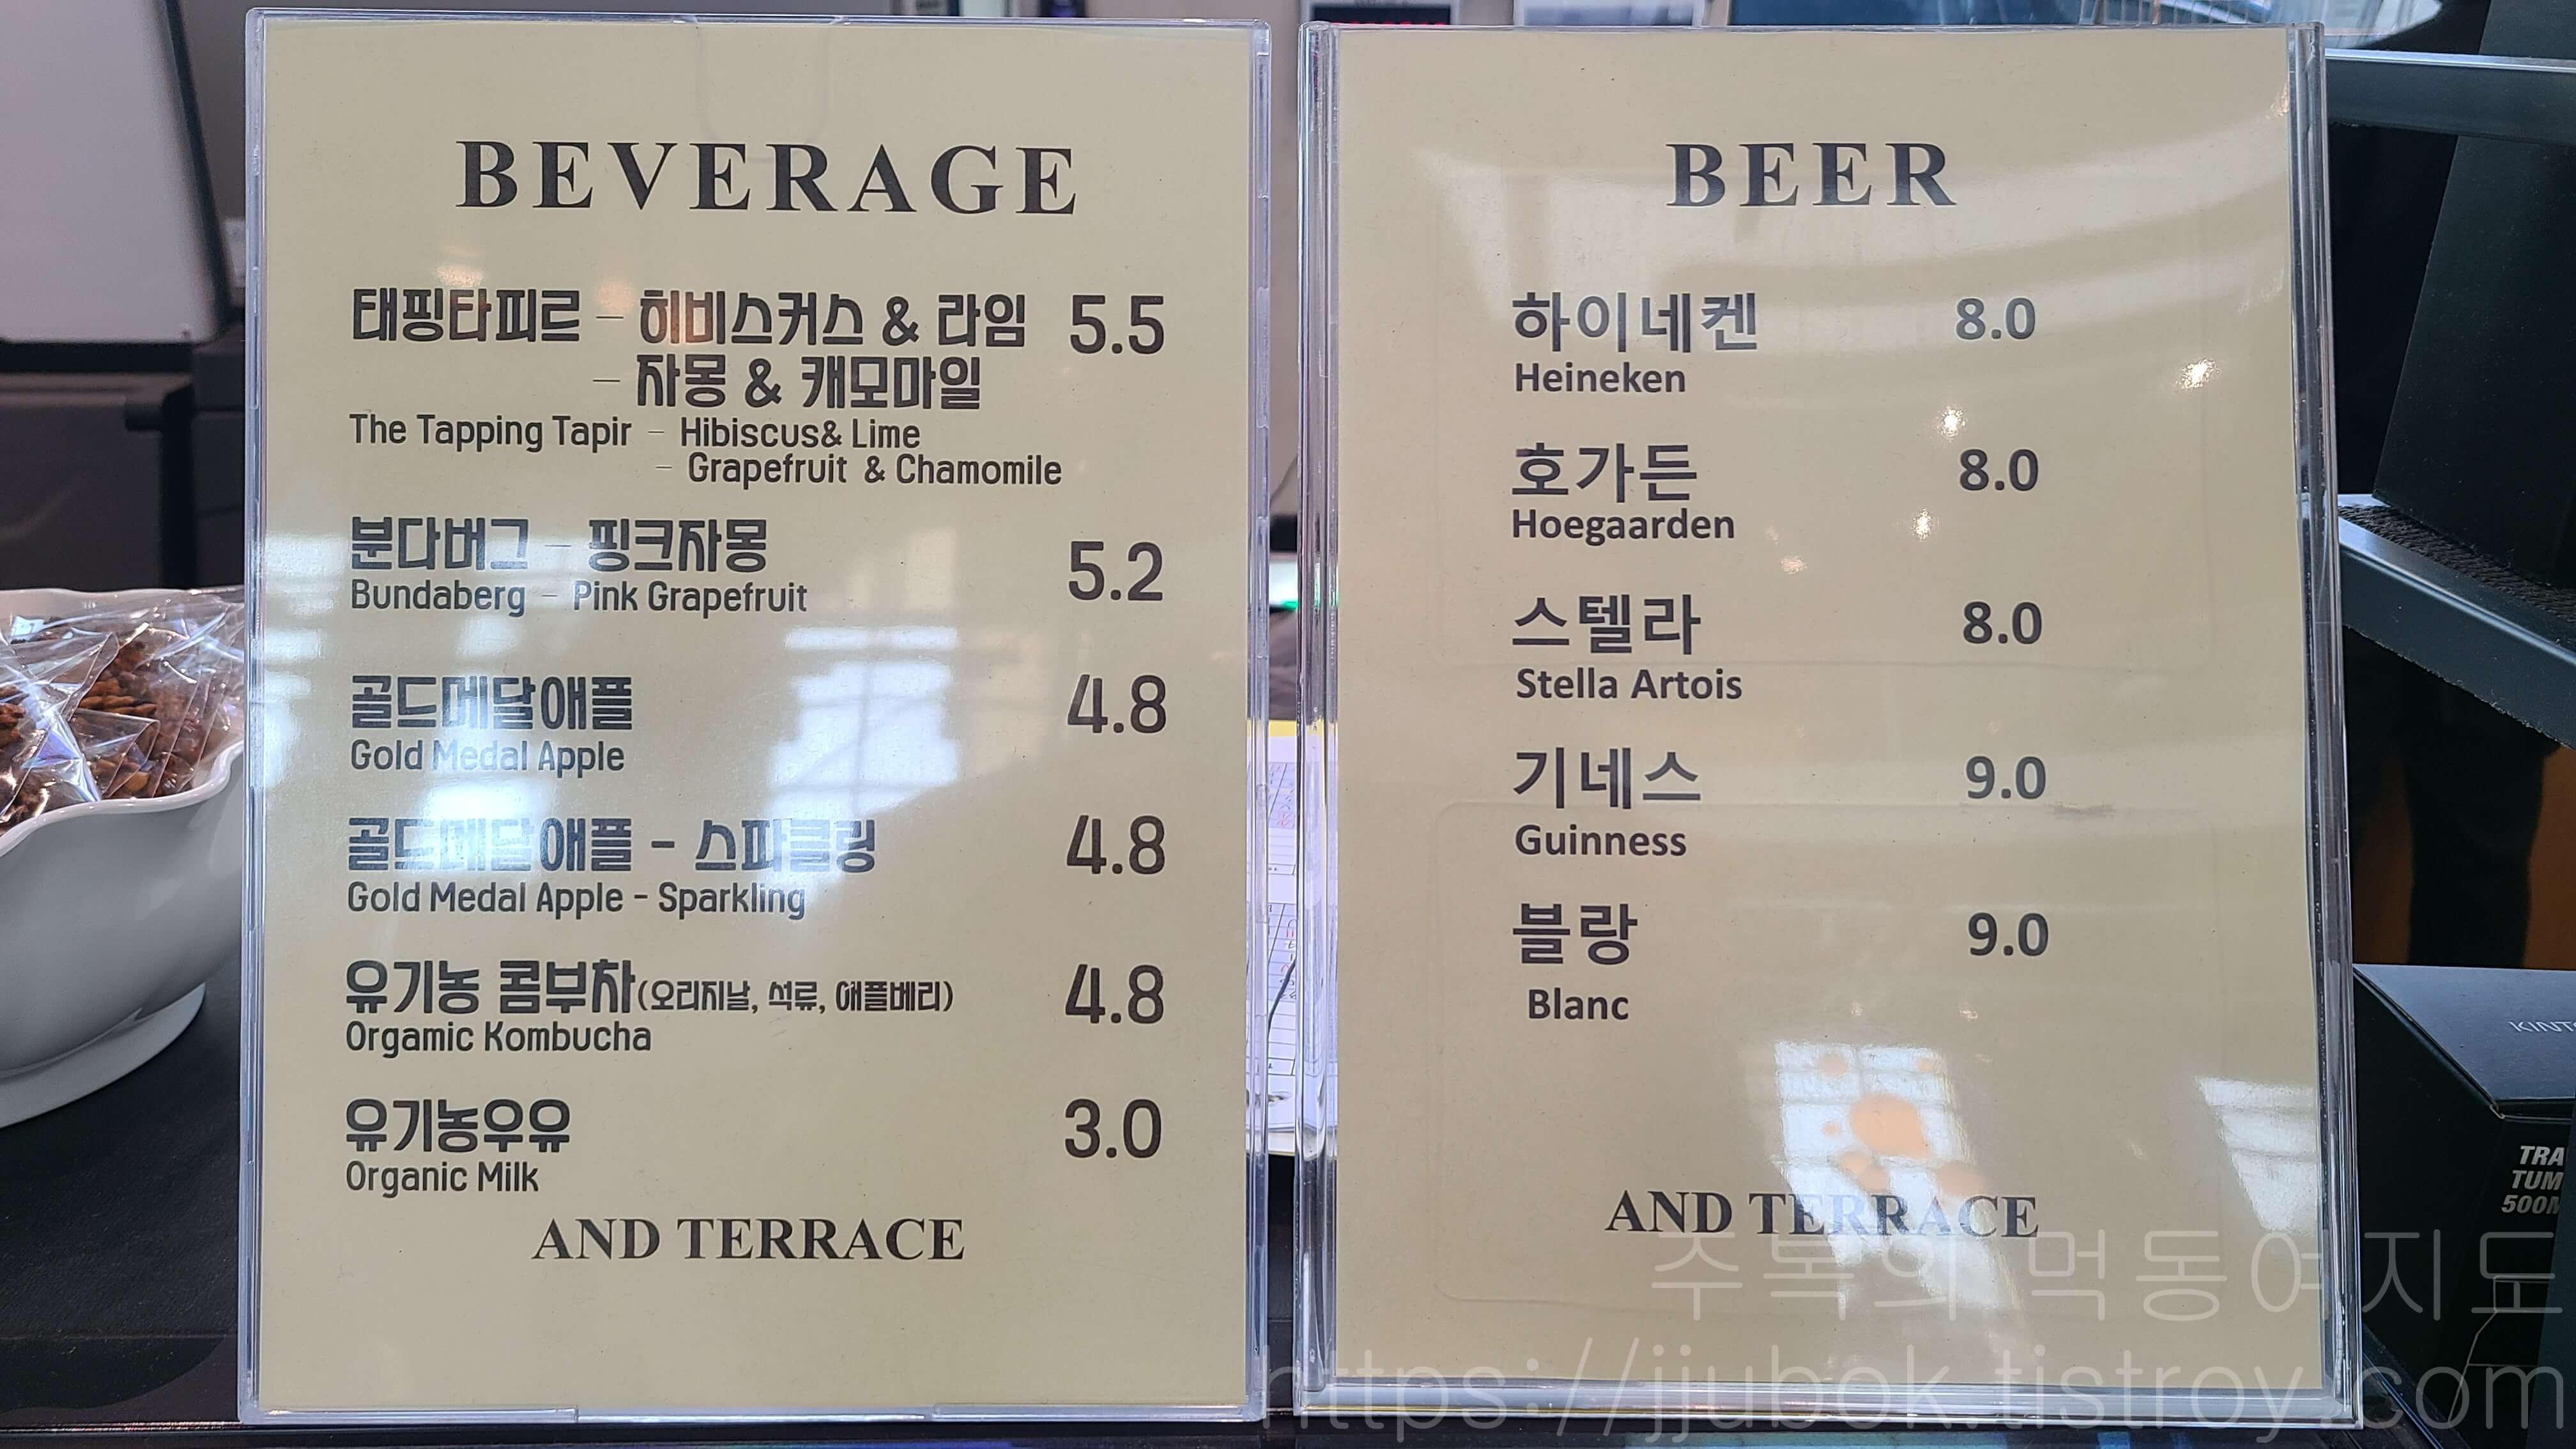 BEVERAGE
태핑타피르 - 히비스커스 & 라임 5.5
- 자몽 & 캐모마일
The Tapping Tapir - Hibiscus& Lime
- Grapefruit & Chamomile
분다버그 - 핑크자몽 5.2
Bundaberg - Pink Grapefruit
골드메달애플 4.8
Gold Medal Apple
골드메달애플 - 스파클링 4.8
Gold Medal Apple - Sparkling
유기농 콤부차(오리지날, 석류, 애플베리) 4.8
Orgamic Kombucha
유기농우유 3.0
Organic Milk
AND TERRACE
BEER
하이네켄 8.0
Heineken
호가든 8.0
Hoegaarden
스텔라 8.0
Stella Artois
기네스 9.0
Guinness
블랑 9.0
Blanc
AND TERRACE
주복의 먹동여지도
https://jjubok.tistroy.com